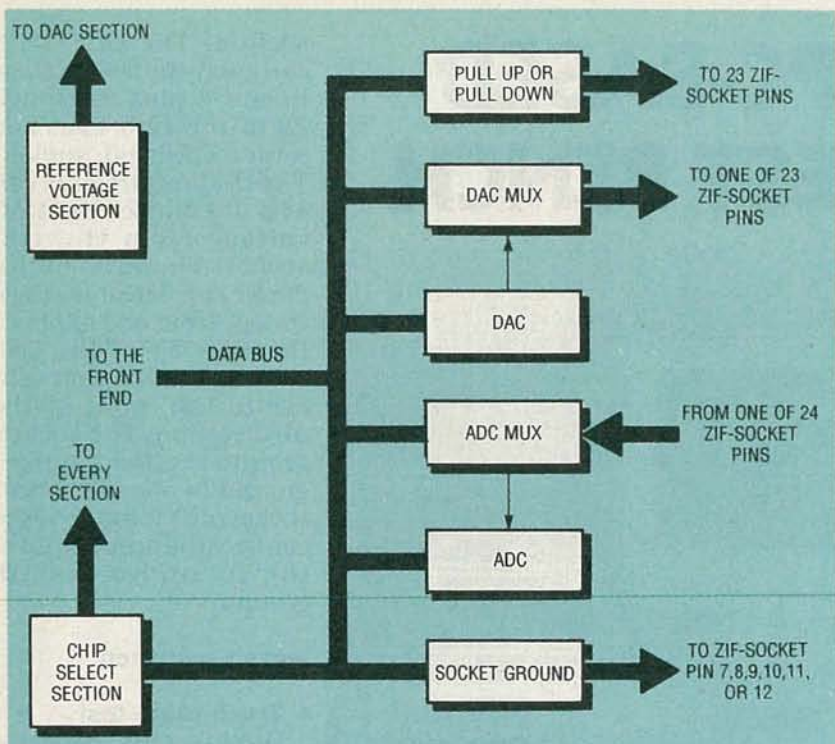 TO DAC SECTION
REFERENCE
VOLTAGE
SECTION
TO THE
FRONT
END
DATA BUS
TO
EVERY
SECTION
CHIP
SELECT
SECTION
PULL UP OR
PULL DOWN
TO 23 ZIF-
SOCKET PINS
DAC MUX
TO ONE OF 23
ZIF-SOCKET
PINS
DAC
ADC MUX
FROM ONE OF 24
ZIF-SOCKET
PINS
ADC
SOCKET GROUND
TO ZIF-SOCKET
PIN 7,8,9,10,11,
OR 12